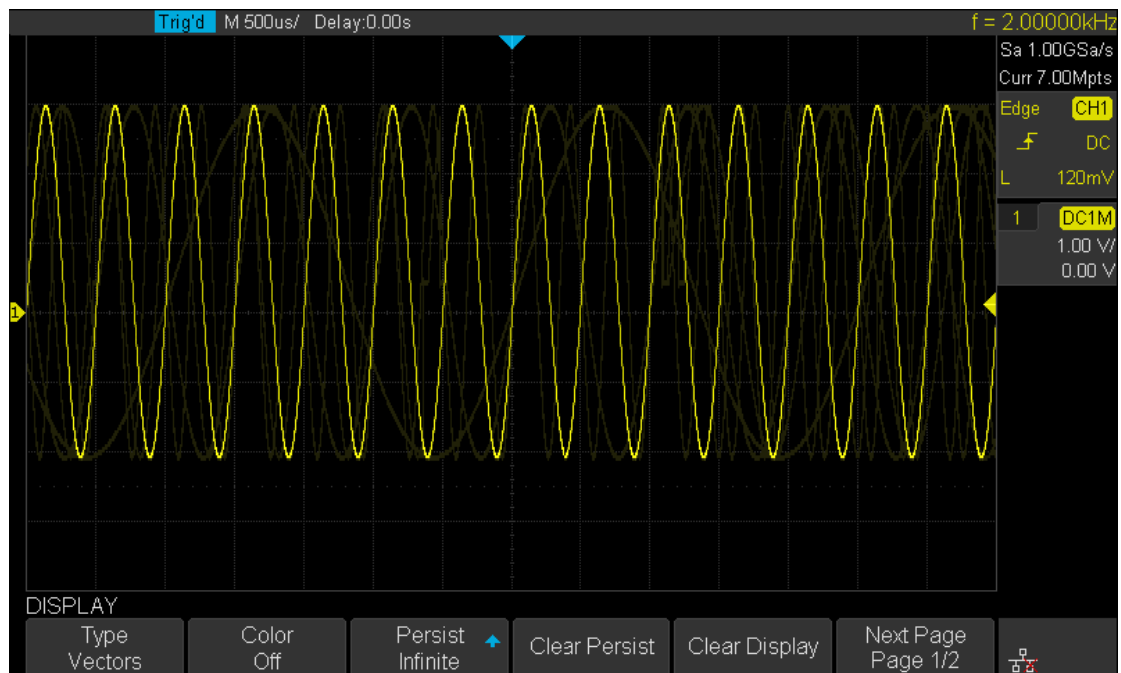 Trig'd M 500us/ Delay:0.00s f = 2.00000kHz
Sa 1.00GSa/s
Curr 7.00Mpts
Edge CH1
DC
L 120mV
1 DC1M
1.00 V/
0.00 V
1
DISPLAY
Type Color Persist Clear Persist Clear Display Next Page
Vectors Off Infinite Page 1/2